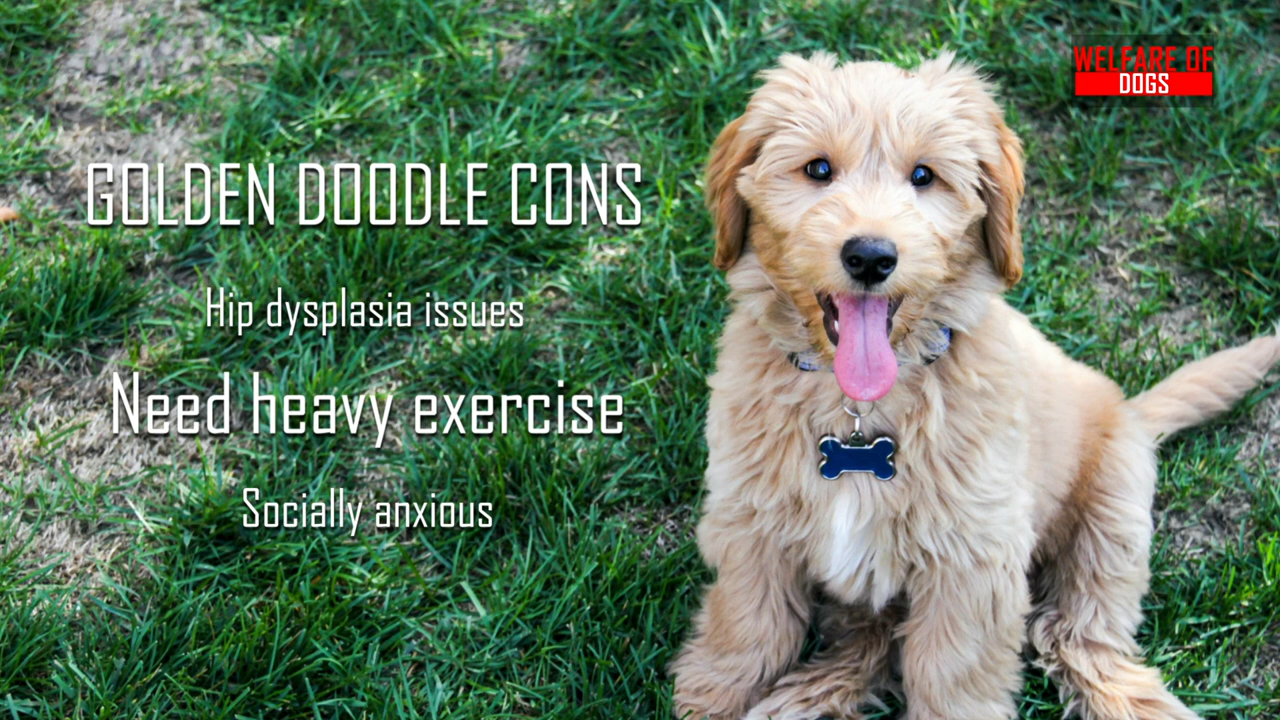 WELFARE OF
DOGS
GOLDEN DOODLE CONS
Hip dysplasia issues
Need heavy exercise
Socially anxious